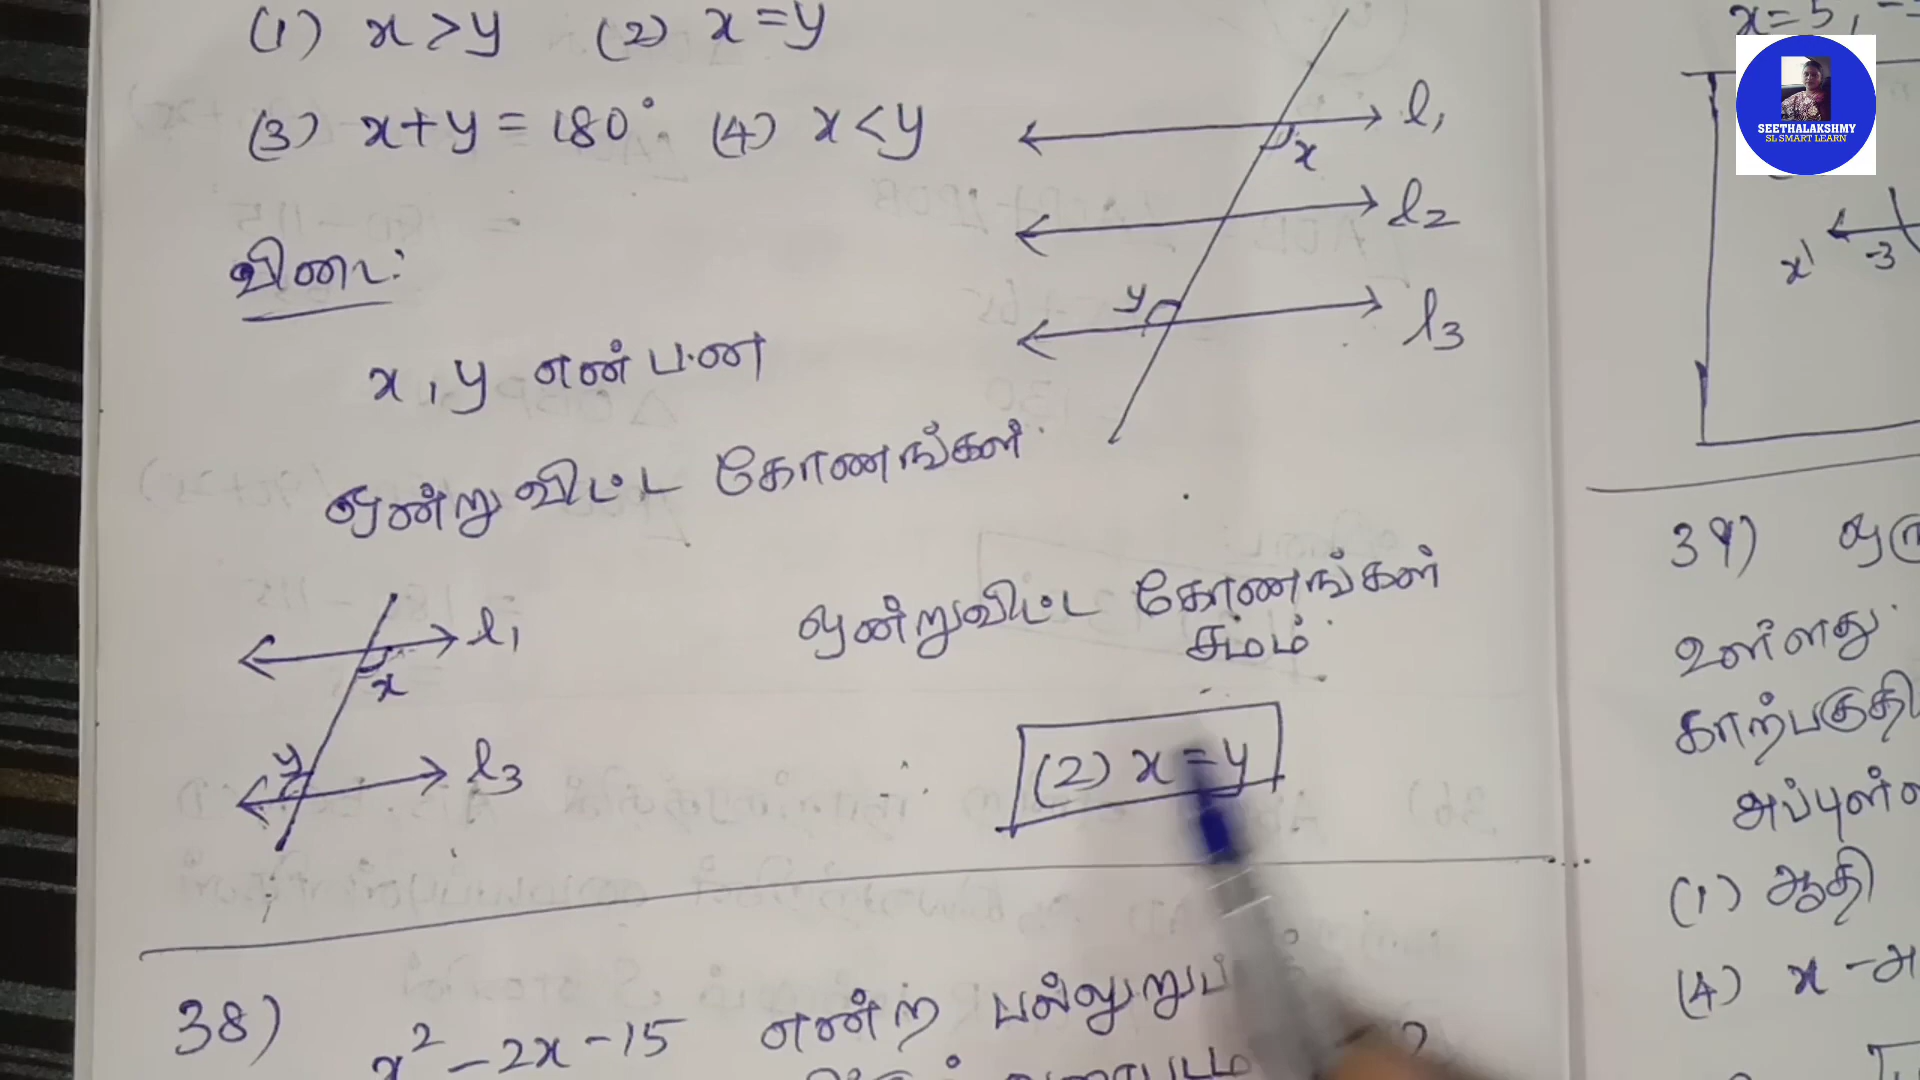 (1) x > y (2) x = y
(3) x + y = 180° (4) x < y
l1
x
l2
y
l3
விடை:
x, y என்பன
ஒன்றுவிட்ட கோணங்கள்
l1
x
y
l3
ஒன்றுவிட்ட கோணங்கள்
சமம்
∴ (2) x = y
38)
x² - 2x - 15 என்ற
x = 5,
SEETHALAKSHMY
SL SMART LEARN
x' -3
39)
உள்ளது
(1) ஆதி
(4)